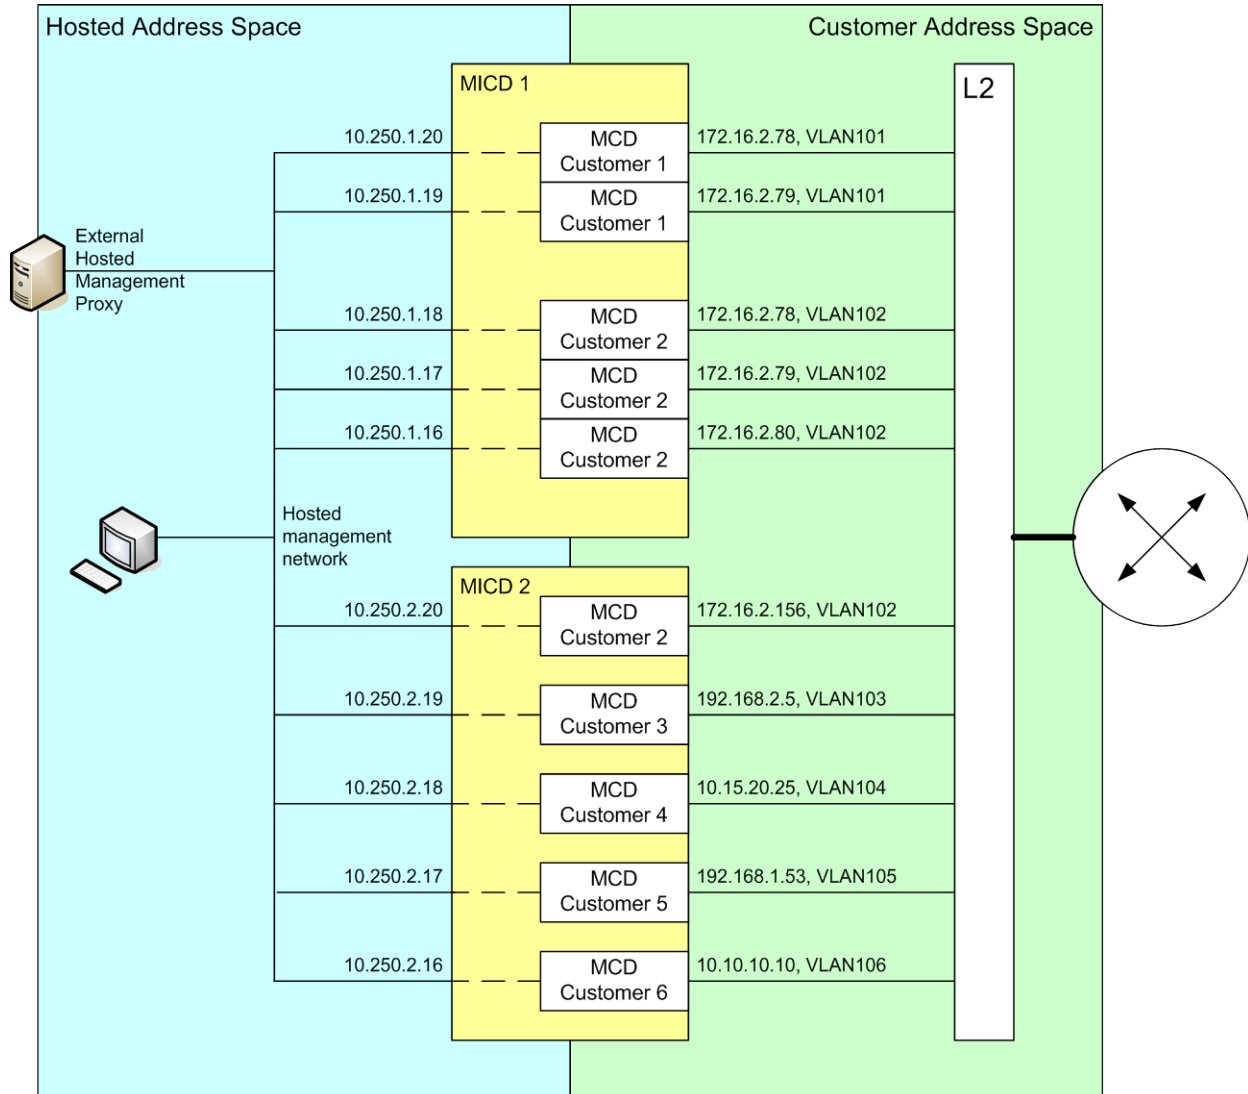 Hosted Address Space
Customer Address Space
MICD 1
L2
10.250.1.20
MCD
Customer 1
172.16.2.78, VLAN101
10.250.1.19
MCD
Customer 1
172.16.2.79, VLAN101
External
Hosted
Management
Proxy
10.250.1.18
MCD
Customer 2
172.16.2.78, VLAN102
10.250.1.17
MCD
Customer 2
172.16.2.79, VLAN102
10.250.1.16
MCD
Customer 2
172.16.2.80, VLAN102
Hosted
management
network
MICD 2
10.250.2.20
MCD
Customer 2
172.16.2.156, VLAN102
10.250.2.19
MCD
Customer 3
192.168.2.5, VLAN103
10.250.2.18
MCD
Customer 4
10.15.20.25, VLAN104
10.250.2.17
MCD
Customer 5
192.168.1.53, VLAN105
10.250.2.16
MCD
Customer 6
10.10.10.10, VLAN106